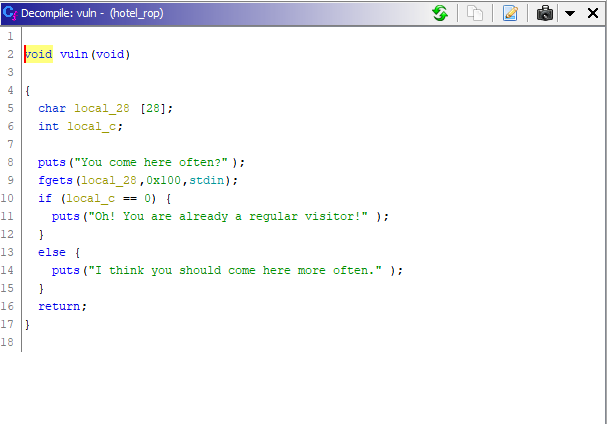 Decompile: vuln - (hotel_rop)
1
2 void vuln(void)
3
4 {
5 char local_28 [28];
6 int local_c;
7
8 puts("You come here often?");
9 fgets(local_28,0x100,stdin);
10 if (local_c == 0) {
11 puts("Oh! You are already a regular visitor!" );
12 }
13 else {
14 puts("I think you should come here more often." );
15 }
16 return;
17 }
18